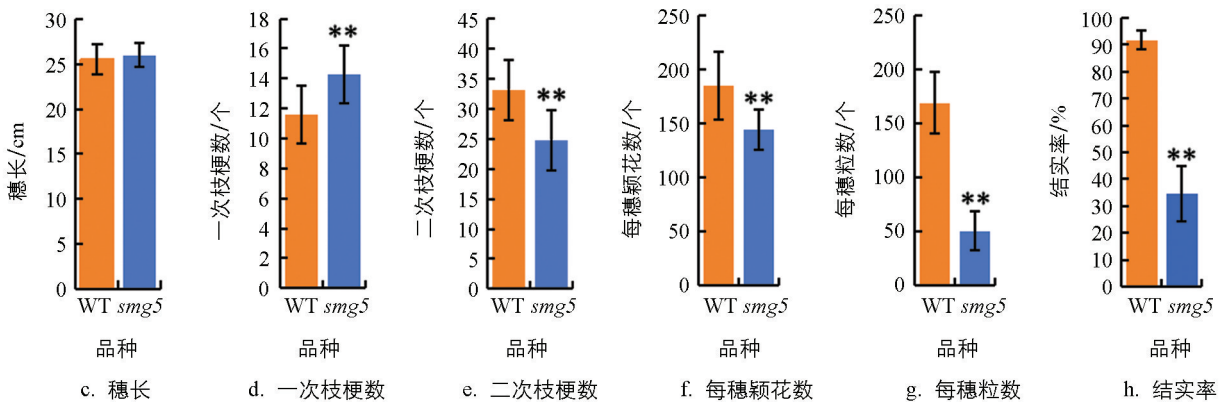 穗长/cm
30
25
20
25
10
5
0
WT smg5
品种
c. 穗长
一次枝梗数/个
18
16
14
12
10
8
6
4
2
0
**
WT smg5
品种
d. 一次枝梗数
二次枝梗数/个
45
40
35
30
25
20
15
10
5
0
**
WT smg5
品种
e. 二次枝梗数
每穗颖花数/个
250
200
150
250
50
0
**
WT smg5
品种
f. 每穗颖花数
每穗粒数/个
250
200
150
250
50
0
**
WT smg5
品种
g. 每穗粒数
结实率/%
100
90
80
70
60
50
40
30
20
10
0
**
WT smg5
品种
h. 结实率